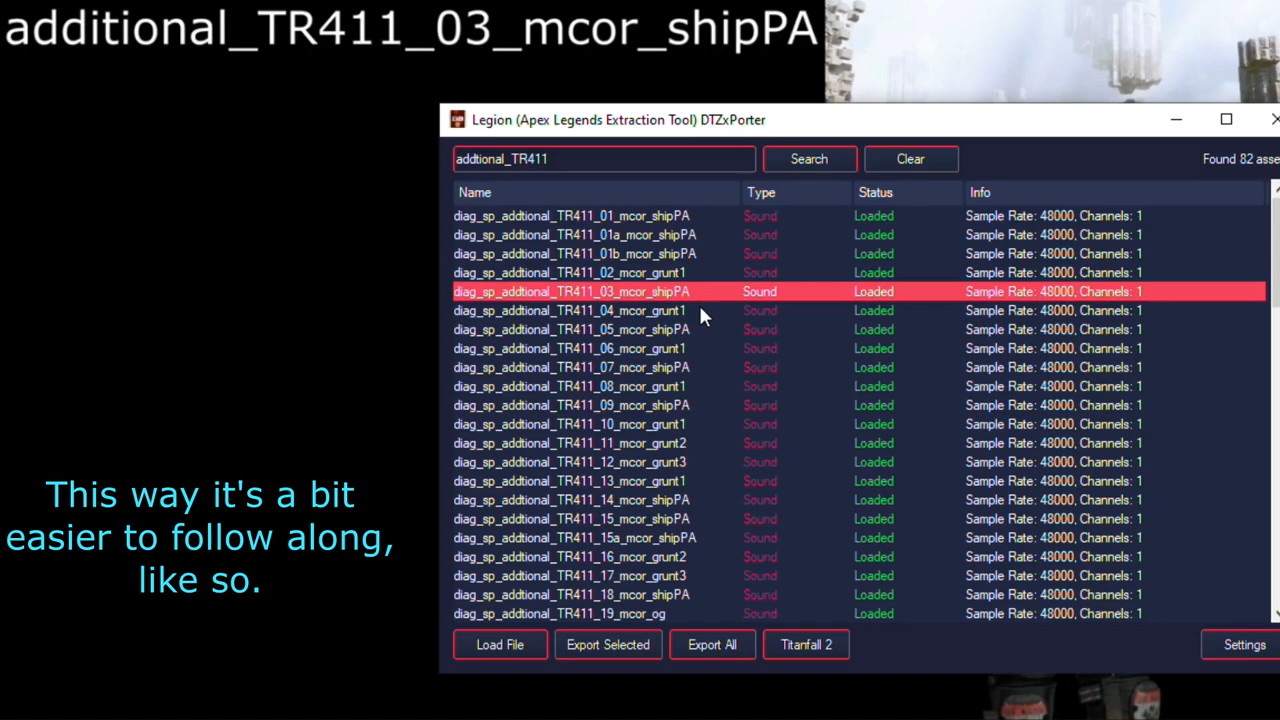 additional_TR411_03_mcor_shipPA
Legion (Apex Legends Extraction Tool) DTZxPorter
addtional_TR411 Search Clear Found 82 asse
Name Type Status Info
diag_sp_addtional_TR411_01_mcor_shipPA Sound Loaded Sample Rate: 48000, Channels: 1
diag_sp_addtional_TR411_01a_mcor_shipPA Sound Loaded Sample Rate: 48000, Channels: 1
diag_sp_addtional_TR411_01b_mcor_shipPA Sound Loaded Sample Rate: 48000, Channels: 1
diag_sp_addtional_TR411_02_mcor_grunt1 Sound Loaded Sample Rate: 48000, Channels: 1
diag_sp_addtional_TR411_03_mcor_shipPA Sound Loaded Sample Rate: 48000, Channels: 1
diag_sp_addtional_TR411_04_mcor_grunt1 Sound Loaded Sample Rate: 48000, Channels: 1
diag_sp_addtional_TR411_05_mcor_shipPA Sound Loaded Sample Rate: 48000, Channels: 1
diag_sp_addtional_TR411_06_mcor_grunt1 Sound Loaded Sample Rate: 48000, Channels: 1
diag_sp_addtional_TR411_07_mcor_shipPA Sound Loaded Sample Rate: 48000, Channels: 1
diag_sp_addtional_TR411_08_mcor_grunt1 Sound Loaded Sample Rate: 48000, Channels: 1
diag_sp_addtional_TR411_09_mcor_shipPA Sound Loaded Sample Rate: 48000, Channels: 1
diag_sp_addtional_TR411_10_mcor_grunt1 Sound Loaded Sample Rate: 48000, Channels: 1
diag_sp_addtional_TR411_11_mcor_grunt2 Sound Loaded Sample Rate: 48000, Channels: 1
diag_sp_addtional_TR411_12_mcor_grunt3 Sound Loaded Sample Rate: 48000, Channels: 1
diag_sp_addtional_TR411_13_mcor_grunt1 Sound Loaded Sample Rate: 48000, Channels: 1
diag_sp_addtional_TR411_14_mcor_shipPA Sound Loaded Sample Rate: 48000, Channels: 1
diag_sp_addtional_TR411_15_mcor_shipPA Sound Loaded Sample Rate: 48000, Channels: 1
diag_sp_addtional_TR411_15a_mcor_shipPA Sound Loaded Sample Rate: 48000, Channels: 1
diag_sp_addtional_TR411_16_mcor_grunt2 Sound Loaded Sample Rate: 48000, Channels: 1
diag_sp_addtional_TR411_17_mcor_grunt3 Sound Loaded Sample Rate: 48000, Channels: 1
diag_sp_addtional_TR411_18_mcor_shipPA Sound Loaded Sample Rate: 48000, Channels: 1
diag_sp_addtional_TR411_19_mcor_og Sound Loaded Sample Rate: 48000, Channels: 1
Load File Export Selected Export All Titanfall 2 Settings
This way it's a bit
easier to follow along,
like so.